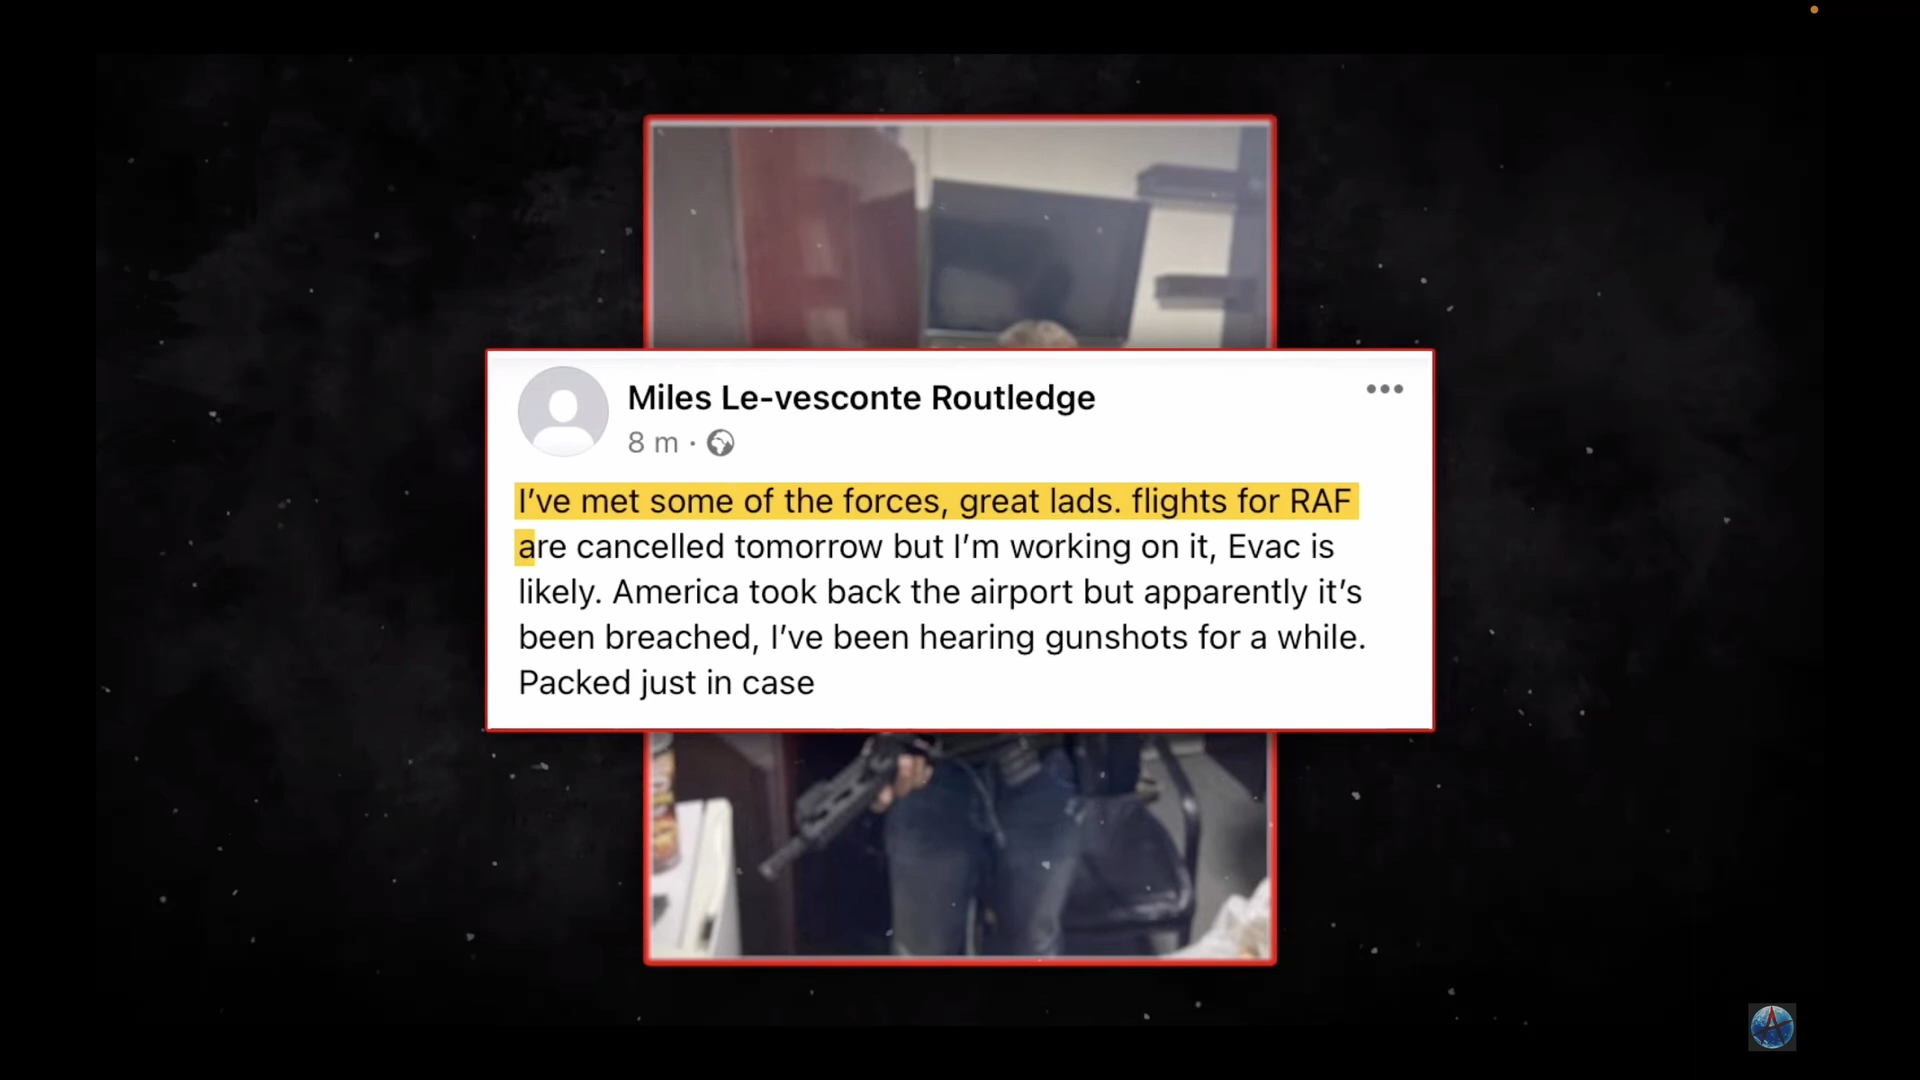 Miles Le-vesconte Routledge
8 m ·
I've met some of the forces, great lads. flights for RAF
are cancelled tomorrow but I'm working on it, Evac is
likely. America took back the airport but apparently it's
been breached, I've been hearing gunshots for a while.
Packed just in case